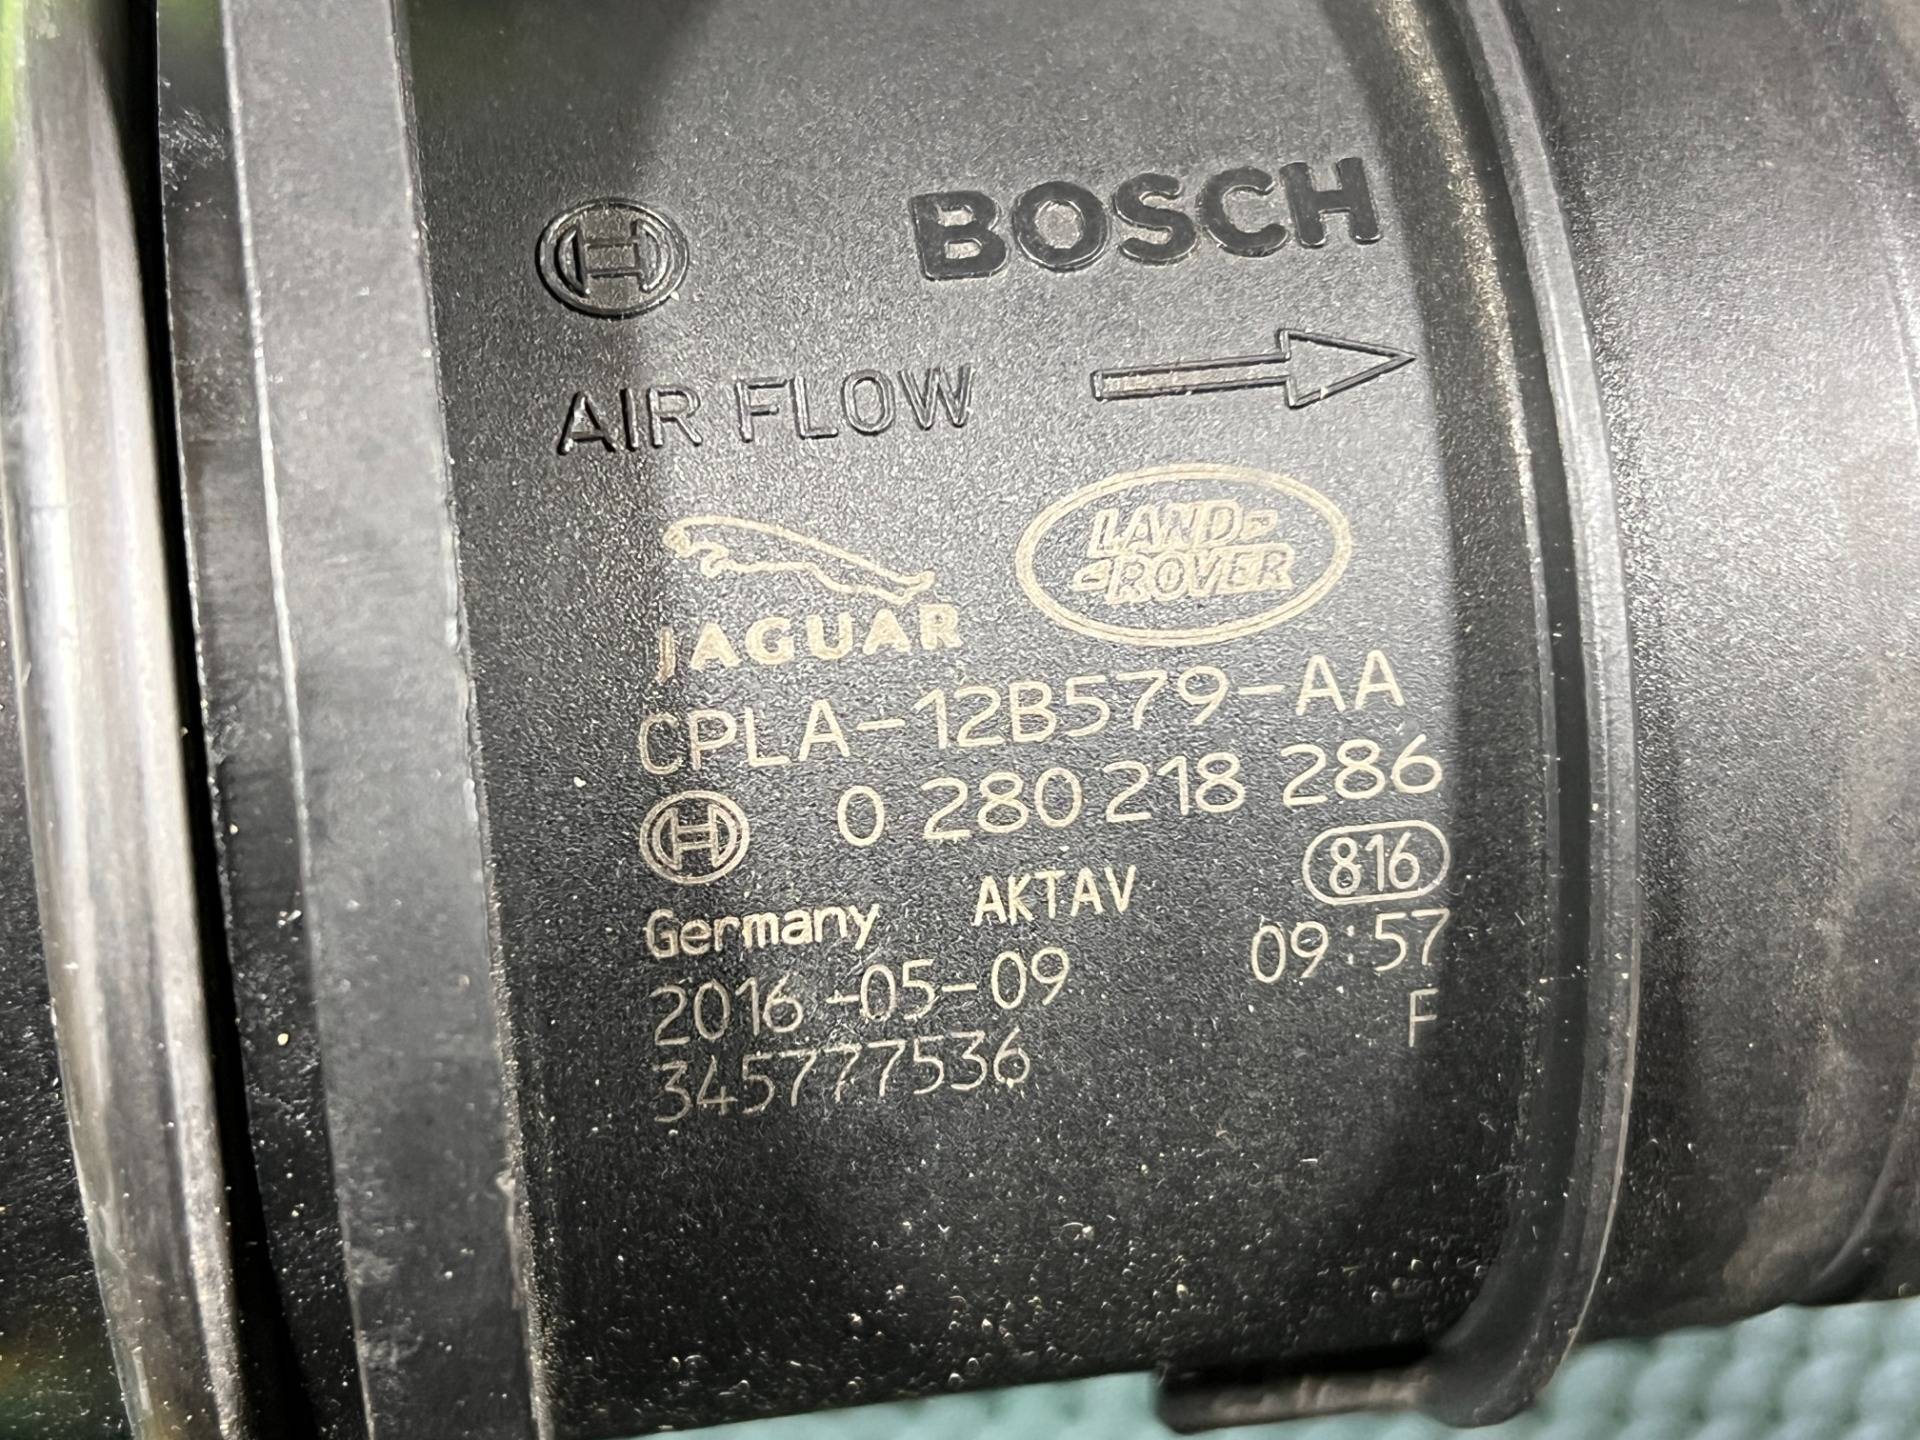 BOSCH
AIR FLOW
LAND-
-ROVER
JAGUAR
CPLA-12B579-AA
0 280 218 286
816
Germany AKTAV
2016-05-09 09:57
345777536 F